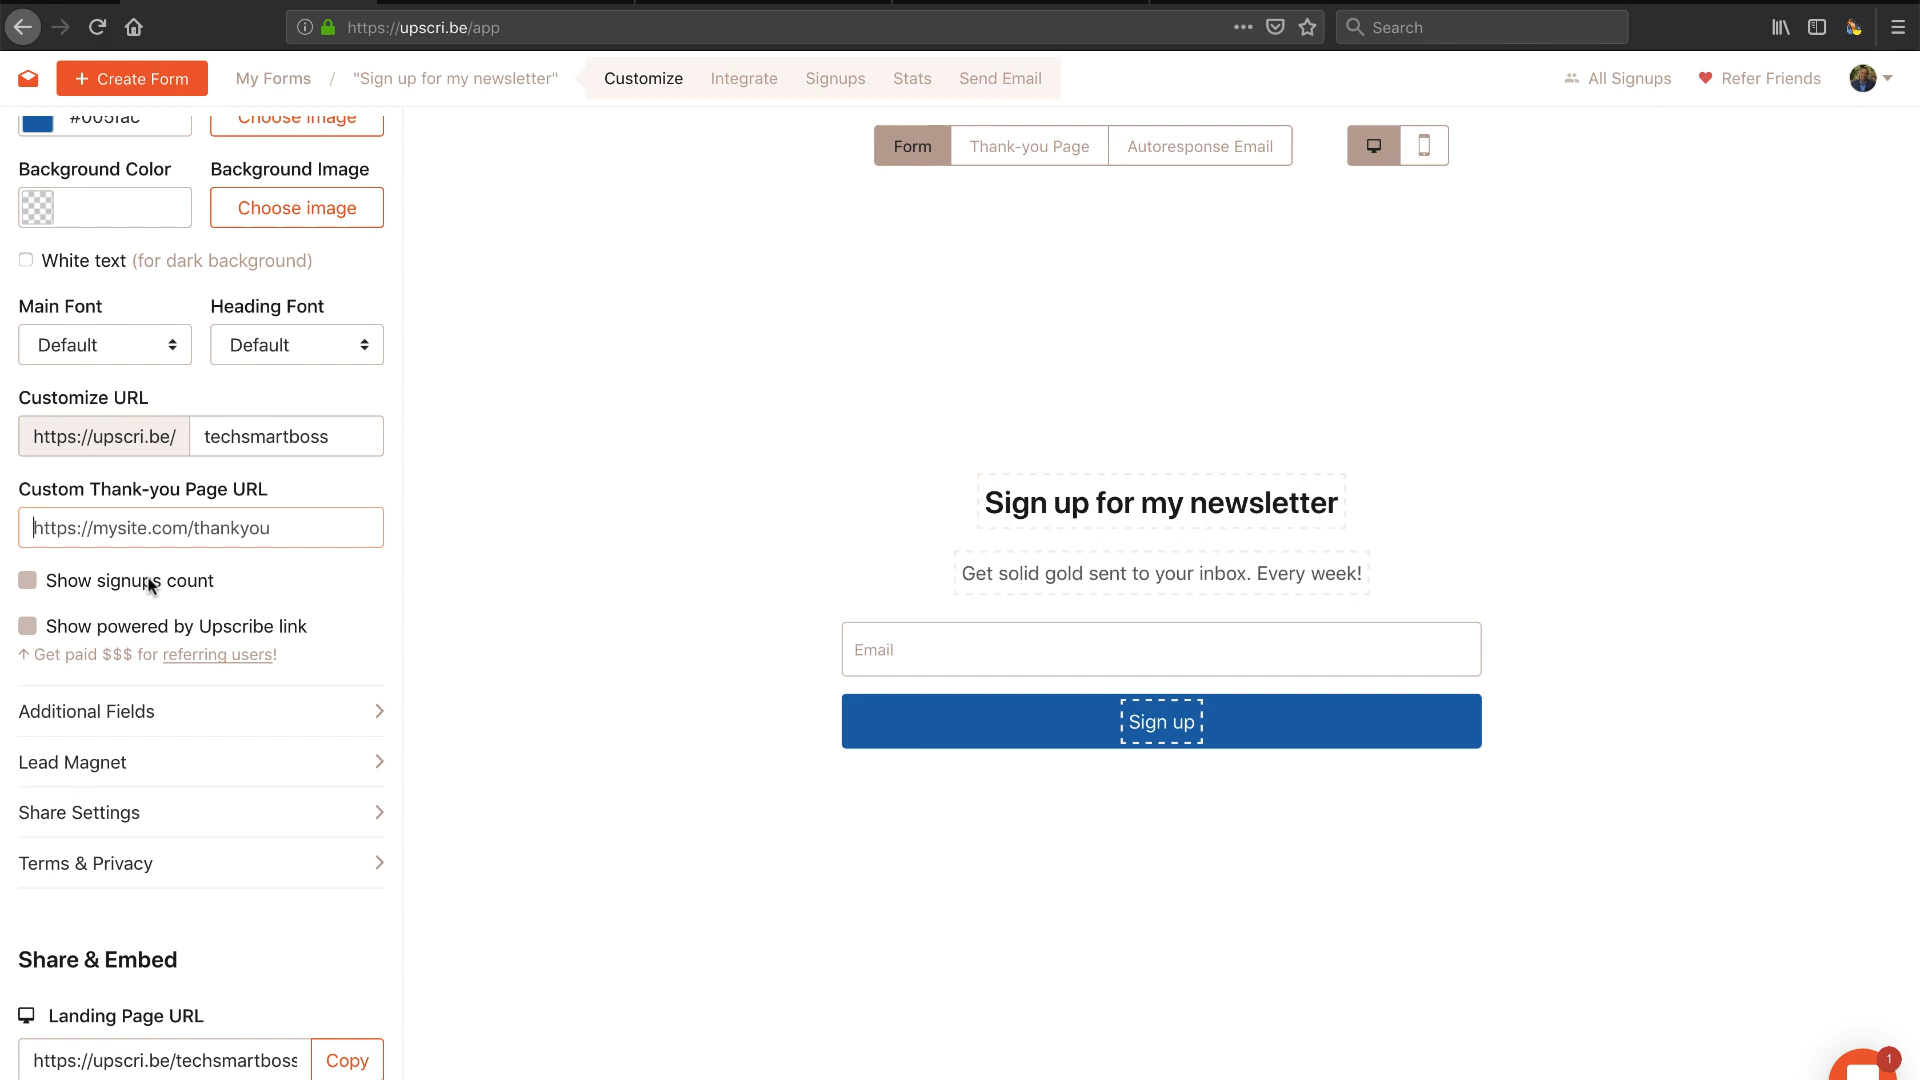 https://upscri.be/app
Search
+ Create Form
My Forms / "Sign up for my newsletter"
Customize
Integrate
Signups
Stats
Send Email
All Signups
Refer Friends
#005fac
Choose image
Form
Thank-you Page
Autoresponse Email
Background Color
Background Image
Choose image
White text (for dark background)
Main Font
Heading Font
Default
Default
Customize URL
https://upscri.be/ techsmartboss
Custom Thank-you Page URL
https://mysite.com/thankyou
Show signups count
Show powered by Upscribe link
↑ Get paid $$$ for referring users!
Additional Fields
Lead Magnet
Share Settings
Terms & Privacy
Share & Embed
Landing Page URL
https://upscri.be/techsmartboss
Copy
Sign up for my newsletter
Get solid gold sent to your inbox. Every week!
Email
Sign up
1